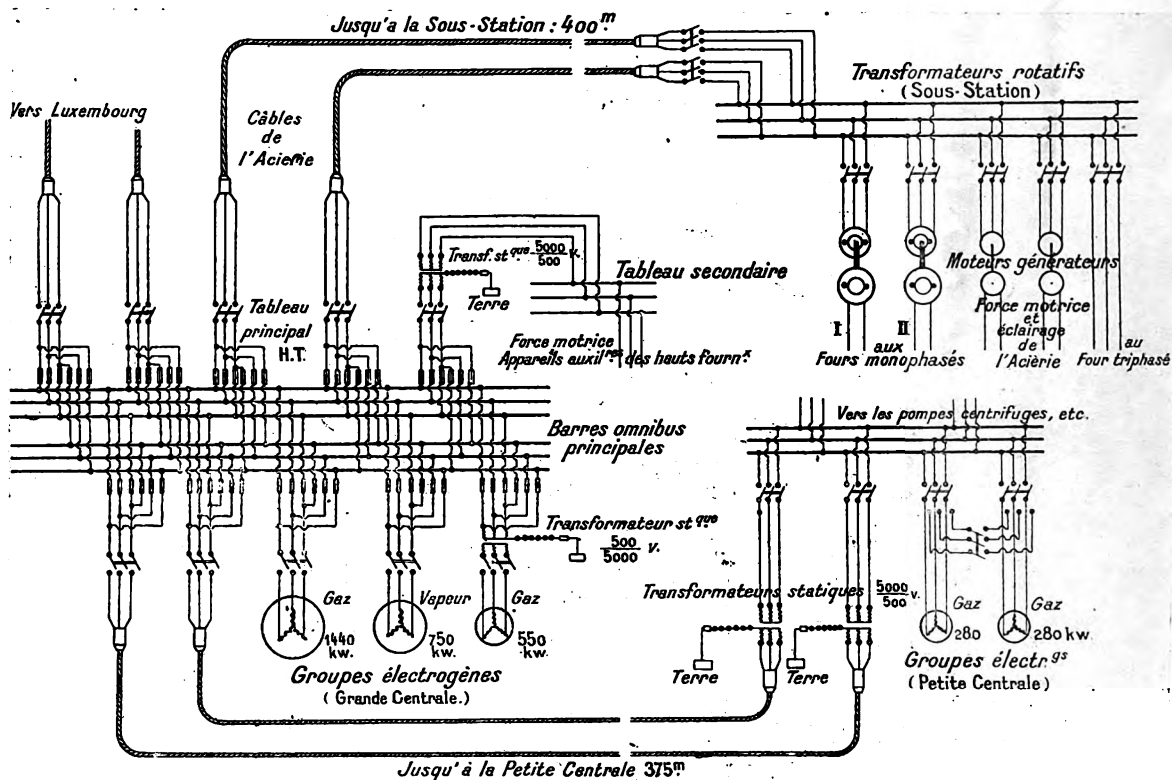 Jusqu'a la Sous-Station : 400 m.
Transformateurs rotatifs
(Sous-Station)
Vers Luxembourg
Câbles
de
l'Acierie
Transf. st que 5000/500 V.
Terre
Tableau secondaire
Tableau
principal
H.T.
Force motrice
Appareils auxil res des hauts fourn x
Moteurs générateurs
I
II
aux
Fours monophasés
Force motrice
et
éclairage
de
l'Acièrie
au
Four triphasé
Barres omnibus
principales
Vers les pompes centrifuges, etc.
Transformateur st que
500/5000 V.
Transformateurs statiques 5000/500 V.
Gaz
1440
kw.
Vapeur
750
kw.
Gaz
550
kw.
Groupes électrogènes
(Grande Centrale.)
Terre
Terre
Gaz
280
Gaz
280 kw.
Groupes électr. gs
(Petite Centrale)
Jusqu'à la Petite Centrale 375 m.